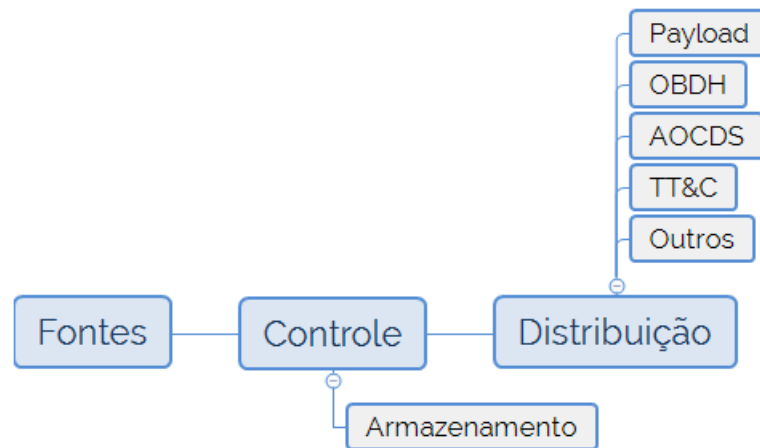 Payload
OBDH
AOCDS
TT&C
Outros
Fontes
Controle
Distribuição
Armazenamento